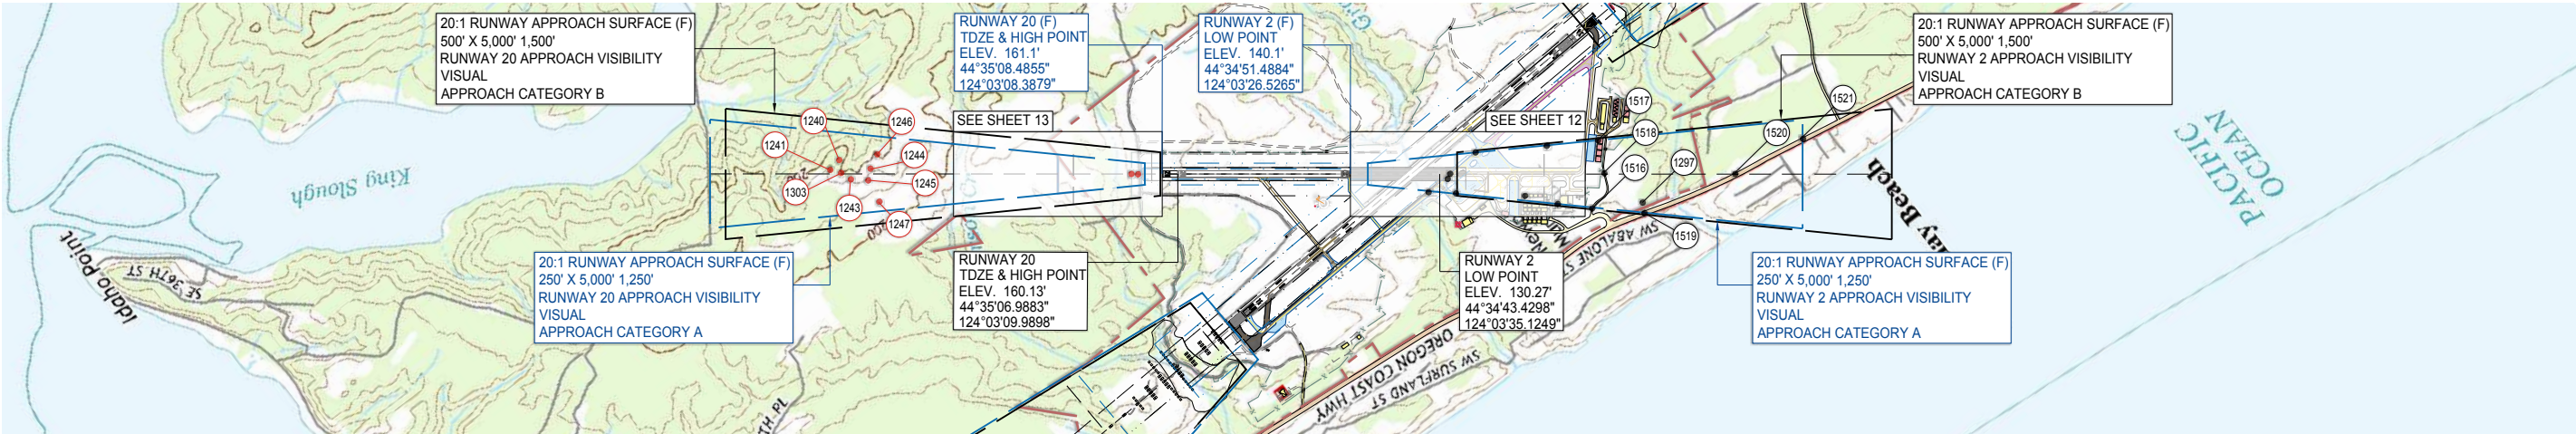 20:1 RUNWAY APPROACH SURFACE (F)
500' X 5,000' 1,500'
RUNWAY 20 APPROACH VISIBILITY
VISUAL
APPROACH CATEGORY B
RUNWAY 20 (F)
TDZE & HIGH POINT
ELEV. 161.1'
44°35'08.4855"
124°03'08.3879"
RUNWAY 2 (F)
LOW POINT
ELEV. 140.1'
44°34'51.4884"
124°03'26.5265"
20:1 RUNWAY APPROACH SURFACE (F)
500' X 5,000' 1,500'
RUNWAY 2 APPROACH VISIBILITY
VISUAL
APPROACH CATEGORY B
SEE SHEET 13
SEE SHEET 12
1240
1246
1241
1244
1303
1245
1243
1247
1517
1518
1516
1297
1520
1521
1519
King Slough
Idaho Point
SE 36TH ST
TH PL
PACIFIC
OCEAN
ay Beach
SW ABALONE ST
OREGON COAST HWY
SW SURFLAND ST
20:1 RUNWAY APPROACH SURFACE (F)
250' X 5,000' 1,250'
RUNWAY 20 APPROACH VISIBILITY
VISUAL
APPROACH CATEGORY A
RUNWAY 20
TDZE & HIGH POINT
ELEV. 160.13'
44°35'06.9883"
124°03'09.9898"
RUNWAY 2
LOW POINT
ELEV. 130.27'
44°34'43.4298"
124°03'35.1249"
20:1 RUNWAY APPROACH SURFACE (F)
250' X 5,000' 1,250'
RUNWAY 2 APPROACH VISIBILITY
VISUAL
APPROACH CATEGORY A